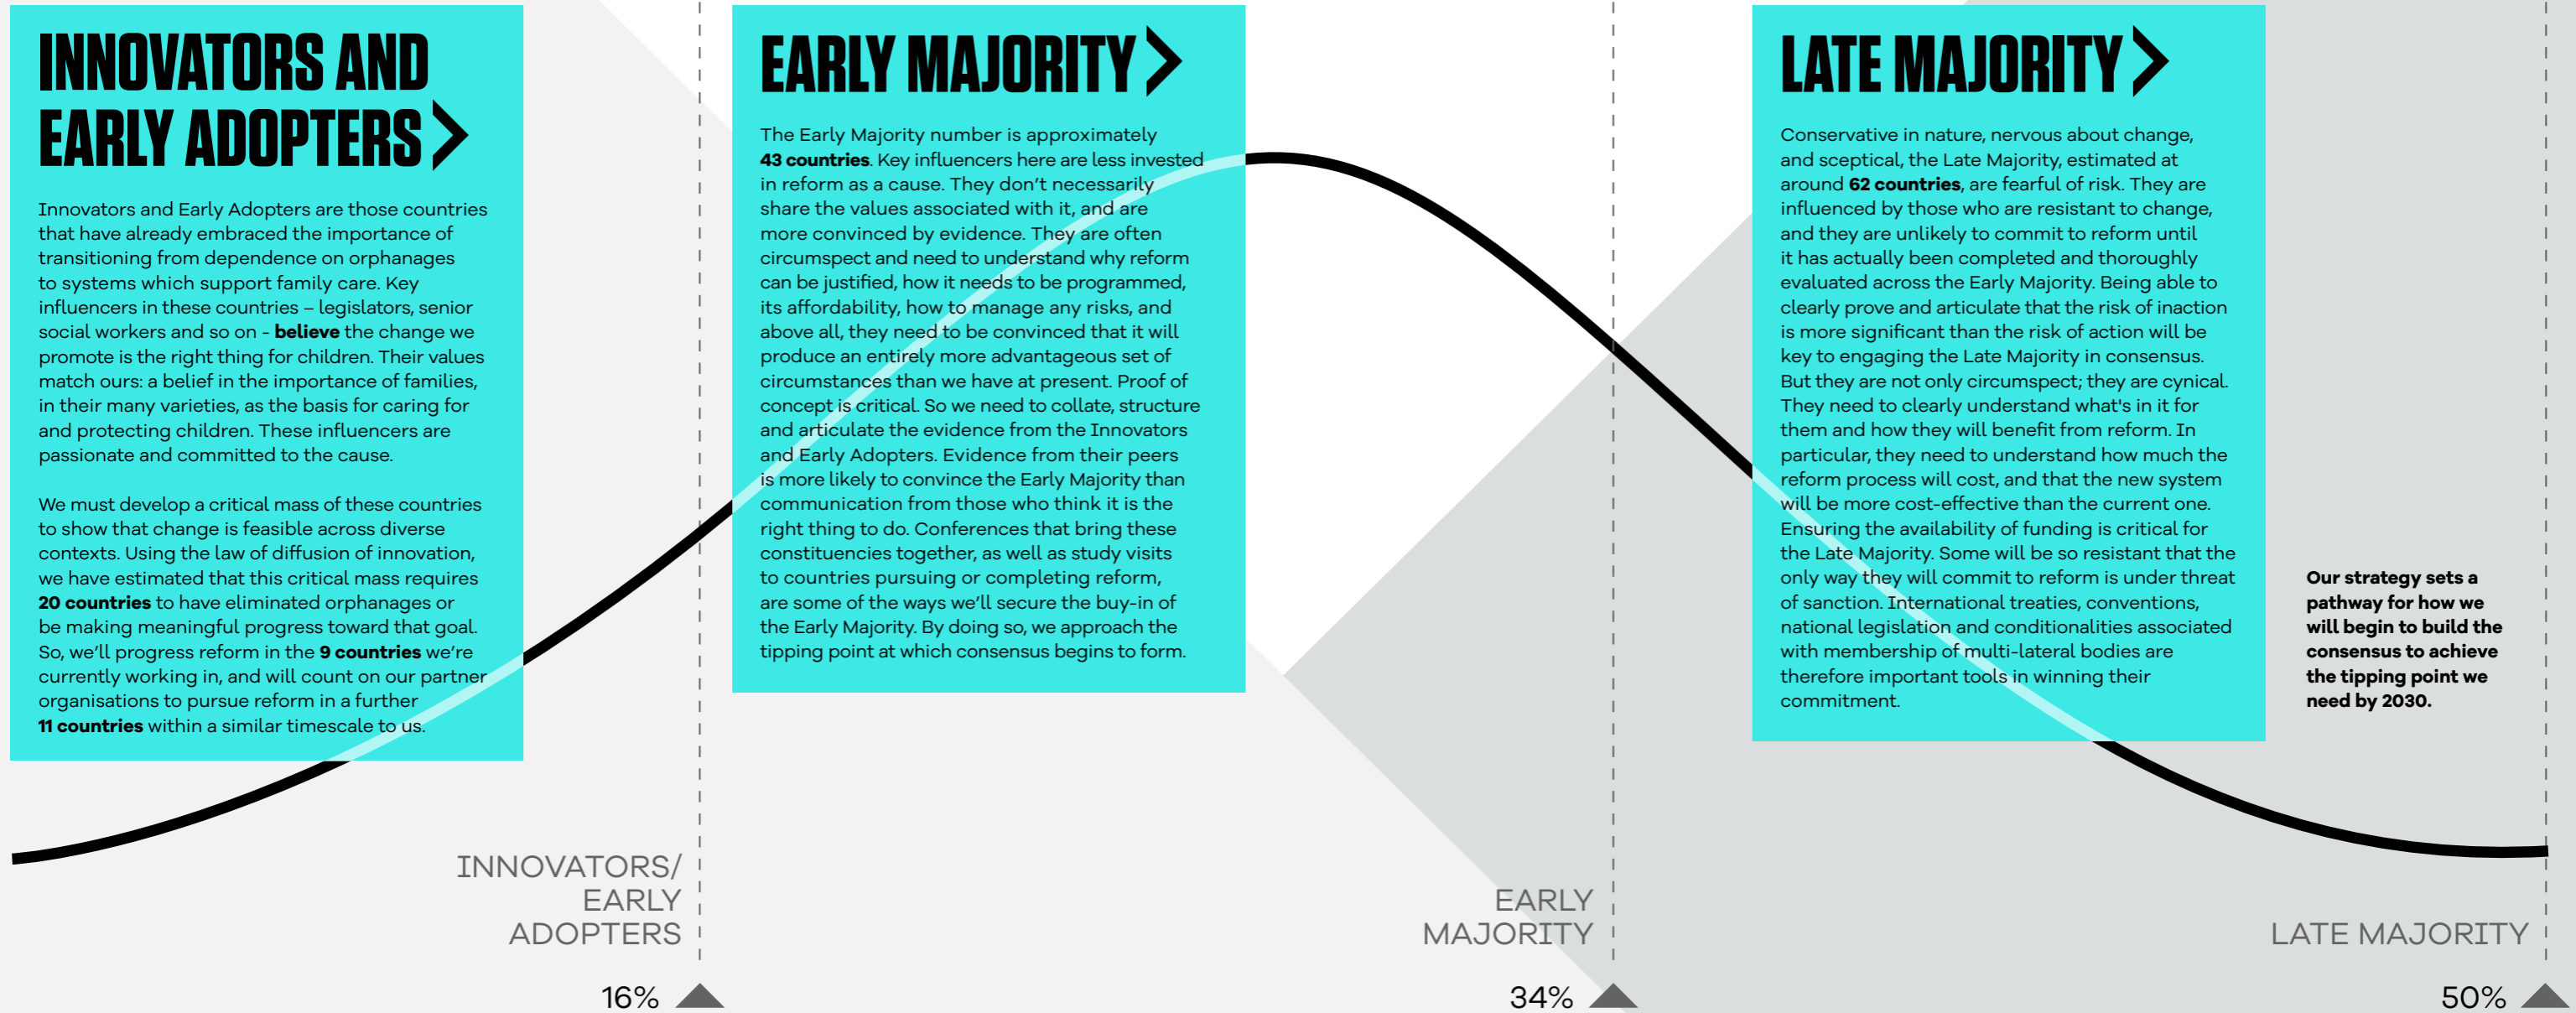 INNOVATORS AND
EARLY ADOPTERS
Innovators and Early Adopters are those countries
that have already embraced the importance of
transitioning from dependence on orphanages
to systems which support family care. Key
influencers in these countries – legislators, senior
social workers and so on - believe the change we
promote is the right thing for children. Their values
match ours: a belief in the importance of families,
in their many varieties, as the basis for caring for
and protecting children. These influencers are
passionate and committed to the cause.
We must develop a critical mass of these countries
to show that change is feasible across diverse
contexts. Using the law of diffusion of innovation,
we have estimated that this critical mass requires
20 countries to have eliminated orphanages or
be making meaningful progress toward that goal.
So, we’ll progress reform in the 9 countries we’re
currently working in, and will count on our partner
organisations to pursue reform in a further
11 countries within a similar timescale to us.
EARLY MAJORITY
The Early Majority number is approximately
43 countries. Key influencers here are less invested
in reform as a cause. They don’t necessarily
share the values associated with it, and are
more convinced by evidence. They are often
circumspect and need to understand why reform
can be justified, how it needs to be programmed,
its affordability, how to manage any risks, and
above all, they need to be convinced that it will
produce an entirely more advantageous set of
circumstances than we have at present. Proof of
concept is critical. So we need to collate, structure
and articulate the evidence from the Innovators
and Early Adopters. Evidence from their peers
is more likely to convince the Early Majority than
communication from those who think it is the
right thing to do. Conferences that bring these
constituencies together, as well as study visits
to countries pursuing or completing reform,
are some of the ways we’ll secure the buy-in of
the Early Majority. By doing so, we approach the
tipping point at which consensus begins to form.
LATE MAJORITY
Conservative in nature, nervous about change,
and sceptical, the Late Majority, estimated at
around 62 countries, are fearful of risk. They are
influenced by those who are resistant to change,
and they are unlikely to commit to reform until
it has actually been completed and thoroughly
evaluated across the Early Majority. Being able to
clearly prove and articulate that the risk of inaction
is more significant than the risk of action will be
key to engaging the Late Majority in consensus.
But they are not only circumspect; they are cynical.
They need to clearly understand what's in it for
them and how they will benefit from reform. In
particular, they need to understand how much the
reform process will cost, and that the new system
will be more cost-effective than the current one.
Ensuring the availability of funding is critical for
the Late Majority. Some will be so resistant that the
only way they will commit to reform is under threat
of sanction. International treaties, conventions,
national legislation and conditionalities associated
with membership of multi-lateral bodies are
therefore important tools in winning their
commitment.
Our strategy sets a
pathway for how we
will begin to build the
consensus to achieve
the tipping point we
need by 2030.
INNOVATORS/
EARLY
ADOPTERS
16%
EARLY
MAJORITY
34%
LATE MAJORITY
50%